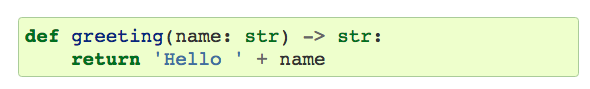 def greeting(name: str) -> str:
    return 'Hello ' + name